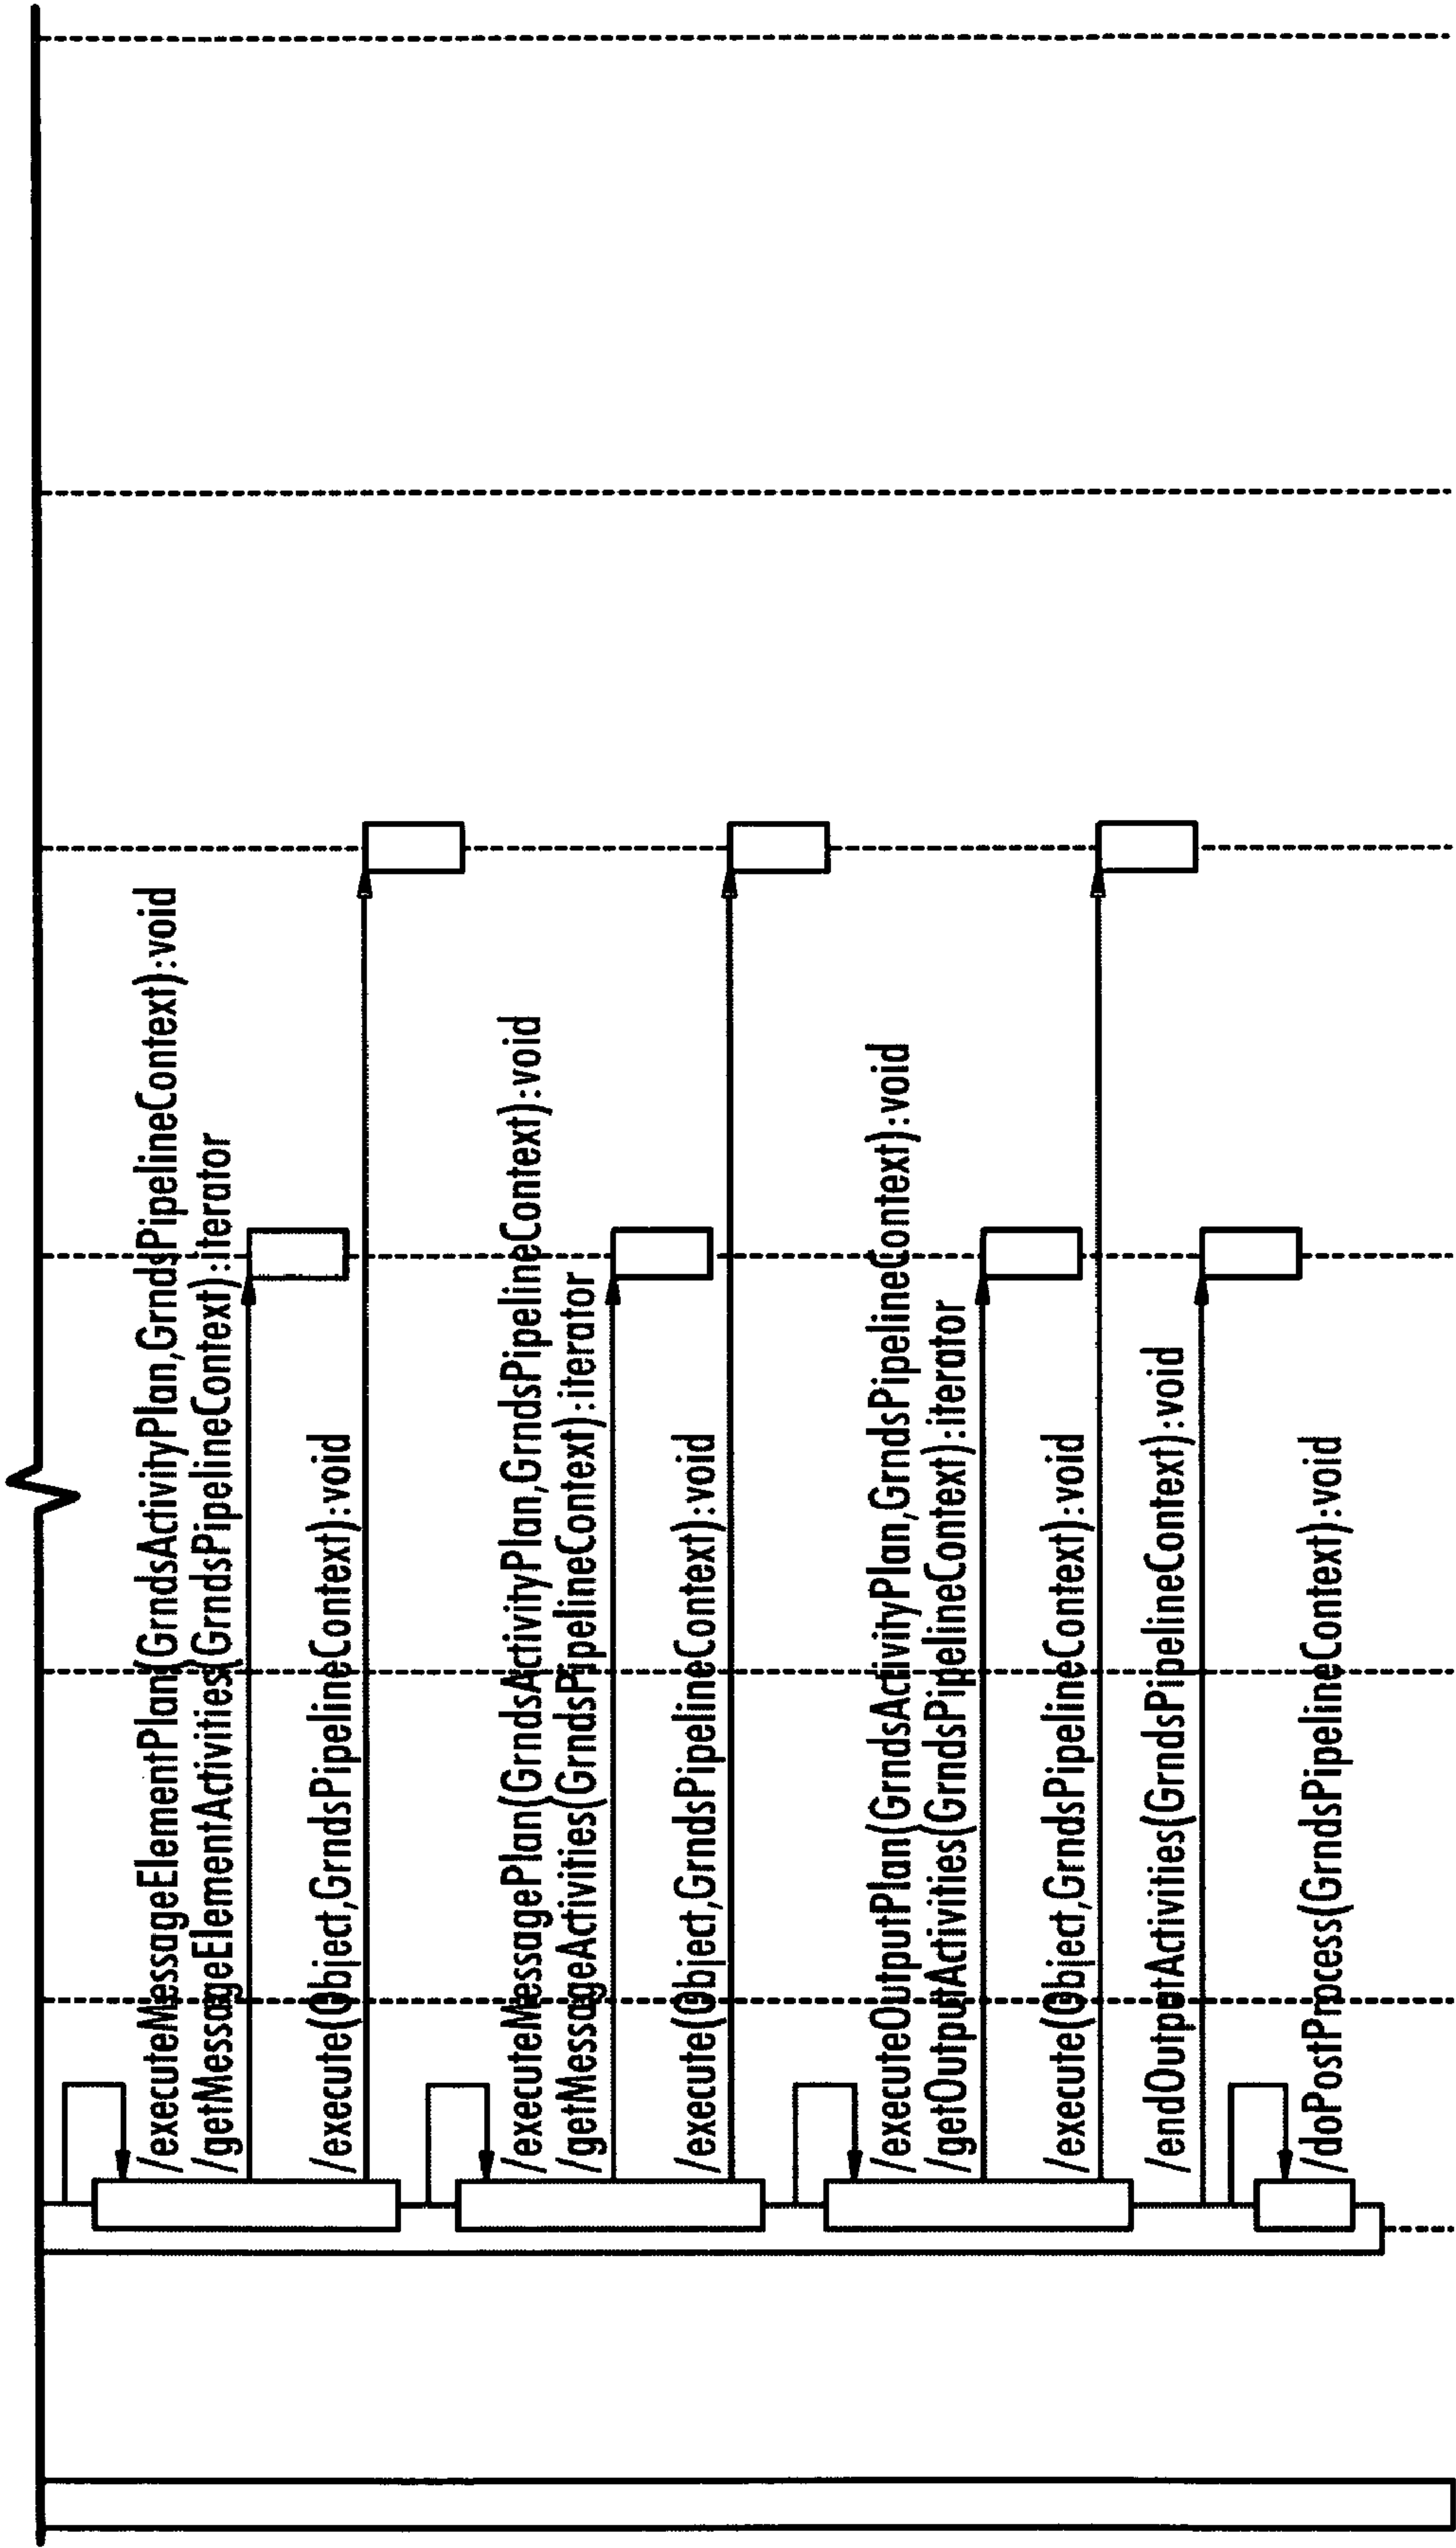 /executeMessageElementPlan(GrndsActivityPlan,GrndsPipelineContext):void
/getMessageElementActivities(GrndsPipelineContext):iterator
/execute(Object,GrndsPipelineContext):void
/executeMessagePlan(GrndsActivityPlan,GrndsPipelineContext):void
/getMessageActivities(GrndsPipelineContext):iterator
/execute(Object,GrndsPipelineContext):void
/executeOutputPlan(GrndsActivityPlan,GrndsPipelineContext):void
/getOutputActivities(GrndsPipelineContext):iterator
/execute(Object,GrndsPipelineContext):void
/endOutputActivities(GrndsPipelineContext):void
/doPostProcess(GrndsPipelineContext):void